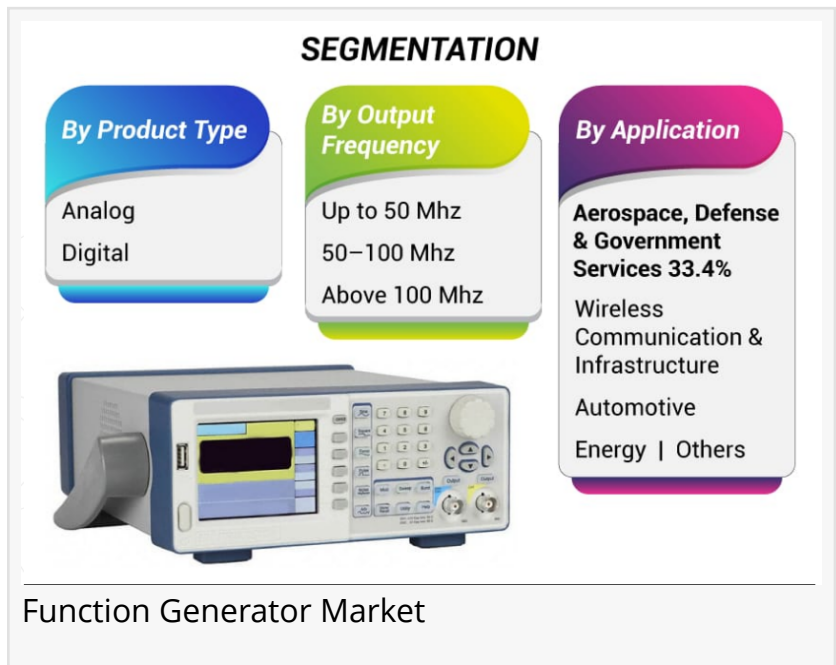 SEGMENTATION
By Product Type
Analog
Digital
By Output
Frequency
Up to 50 Mhz
50–100 Mhz
Above 100 Mhz
By Application
Aerospace, Defense
& Government
Services 33.4%
Wireless
Communication &
Infrastructure
Automotive
Energy | Others
Function Generator Market